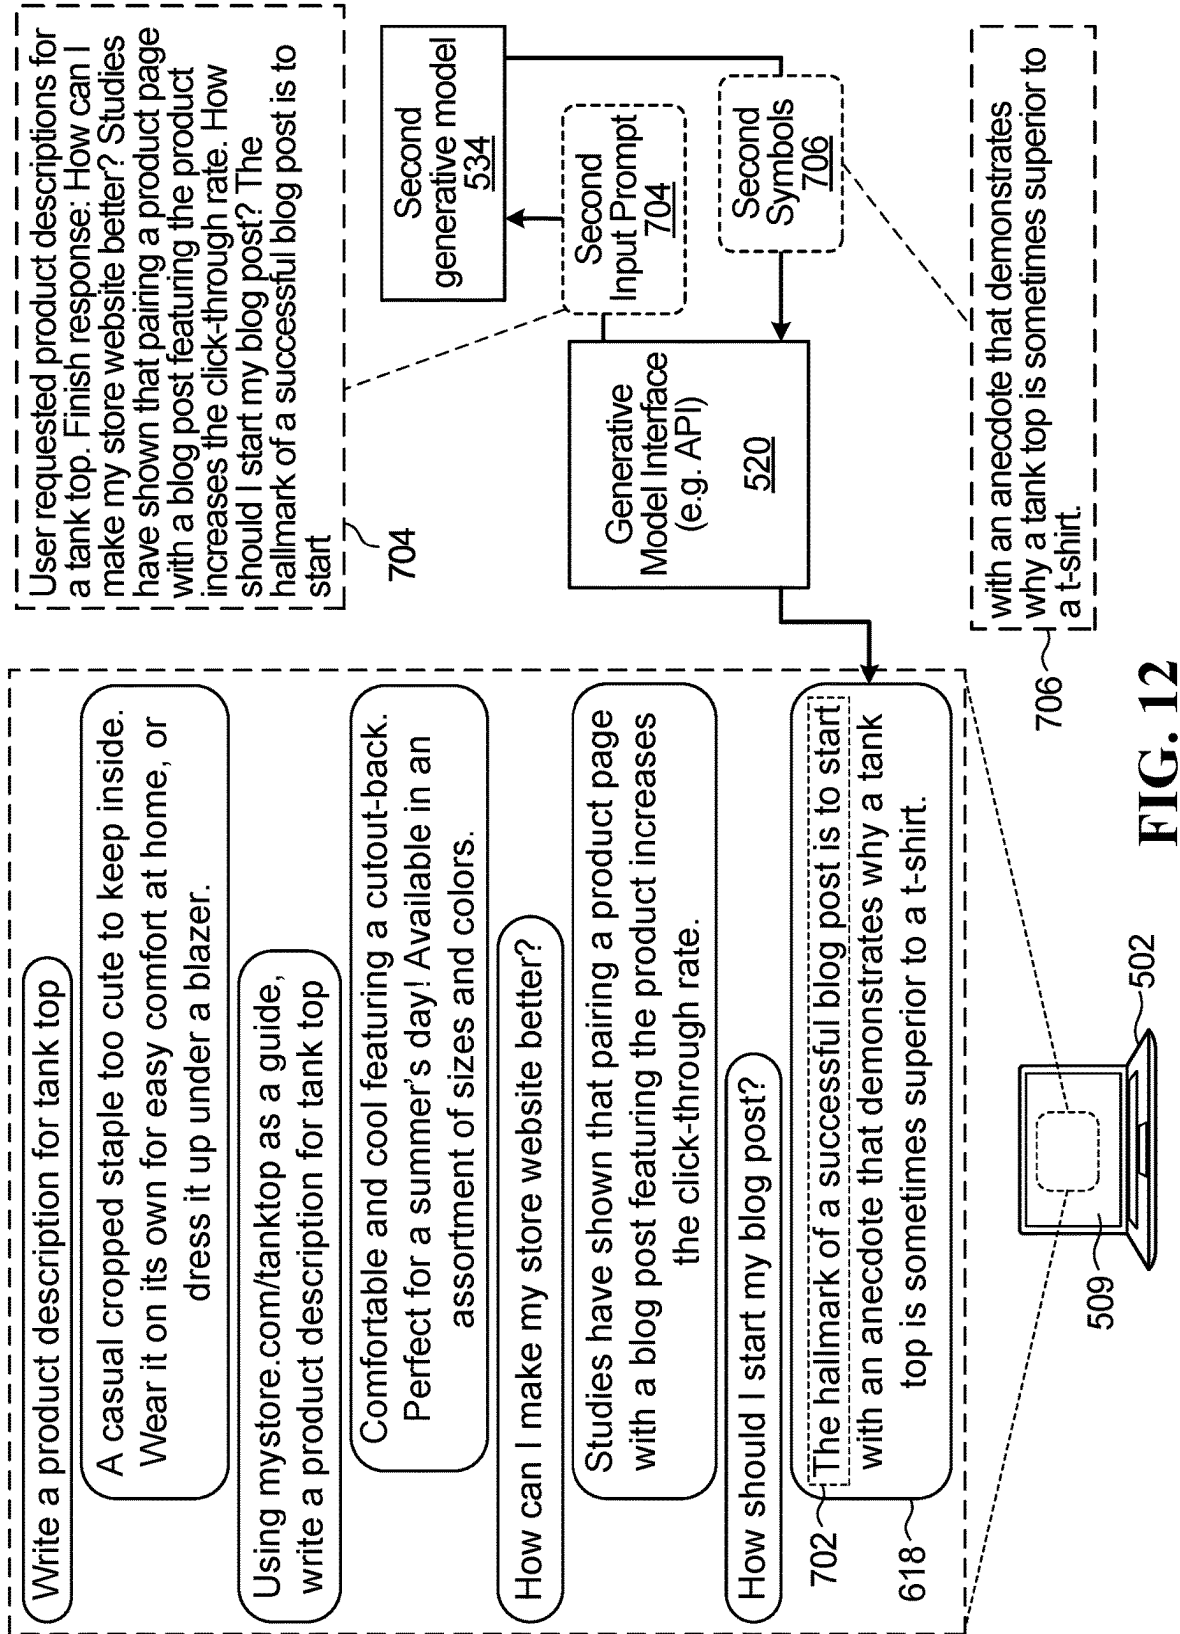 Write a product description for tank top
A casual cropped staple too cute to keep inside.
Wear it on its own for easy comfort at home, or
dress it up under a blazer.
Using mystore.com/tanktop as a guide,
write a product description for tank top
Comfortable and cool featuring a cutout-back.
Perfect for a summer's day! Available in an
assortment of sizes and colors.
How can I make my store website better?
Studies have shown that pairing a product page
with a blog post featuring the product increases
the click-through rate.
How should I start my blog post?
The hallmark of a successful blog post is to start
with an anecdote that demonstrates why a tank
top is sometimes superior to a t-shirt.
702
618
509
502
User requested product descriptions for
a tank top. Finish response: How can I
make my store website better? Studies
have shown that pairing a product page
with a blog post featuring the product
increases the click-through rate. How
should I start my blog post? The
hallmark of a successful blog post is to
start
704
Second
generative model
534
Second
Input Prompt
704
Second
Symbols
706
Generative
Model Interface
(e.g. API)
520
with an anecdote that demonstrates
why a tank top is sometimes superior to
a t-shirt.
706
FIG. 12